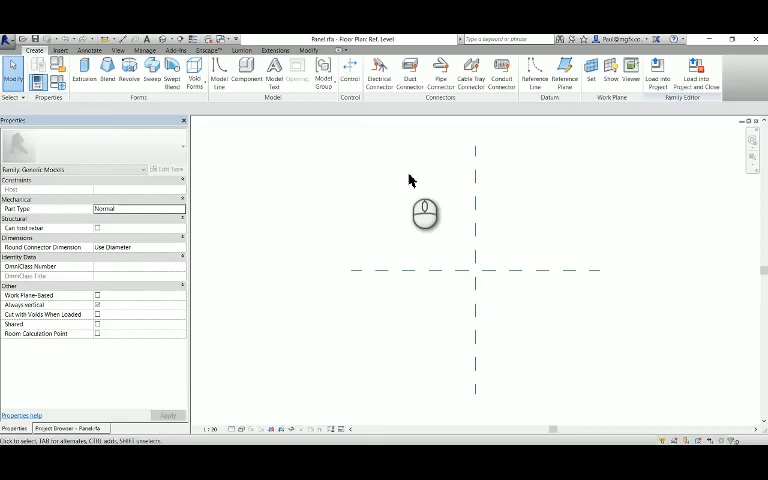 Panel.rfa - Floor Plan: Ref. Level
Type a keyword or phrase
Paul@mgfx.co...
Create Insert Annotate View Manage Add-Ins Enscape™ Lumion Extensions Modify
Modify Extrusion Blend Revolve Sweep Swept Blend Void Forms Model Line Component Model Text Opening Model Group Control Electrical Connector Duct Connector Pipe Connector Cable Tray Connector Conduit Connector Reference Line Reference Plane Set Show Viewer Load into Project Load into Project and Close
Select Properties Forms Model Control Connectors Datum Work Plane Family Editor
Properties
Family: Generic Models Edit Type
Constraints
Host
Mechanical
Part Type Normal
Structural
Can host rebar
Dimensions
Round Connector Dimension Use Diameter
Identity Data
OmniClass Number
OmniClass Title
Other
Work Plane-Based
Always vertical
Cut with Voids When Loaded
Shared
Room Calculation Point
Properties help Apply
Properties Project Browser - Panel.rfa
1 : 20
Click to select, TAB for alternates, CTRL adds, SHIFT unselects.